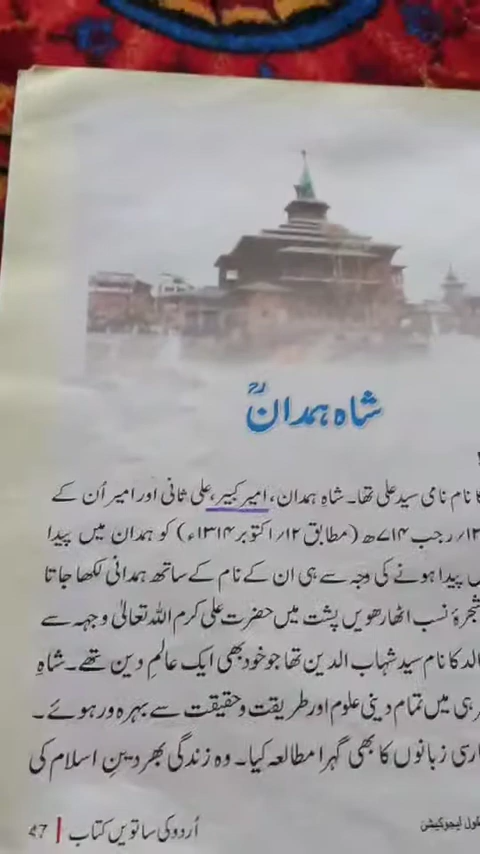 شاہ ہمدانؒ
کا نام نامی سید علی تھا۔ شاہِ ہمدان، امیر کبیر، علی ثانی اور امیر اُن کے
رجب ۷۱۴ھ (مطابق ۱۲/ اکتوبر ۱۳۱۴ء) کو ہمدان میں پیدا
پیدا ہونے کی وجہ سے ہی ان کے نام کے ساتھ ہمدانی لکھا جاتا
شجرۂ نسب اٹھارھویں پشت میں حضرت علی کرم اللہ تعالیٰ وجہہ سے
کا نام سید شہاب الدین تھا جو خود بھی ایک عالمِ دین تھے۔ شاہِ
ہی میں تمام دینی علوم اور طریقت و حقیقت سے بہرہ ور ہوئے۔
زبانوں کا بھی گہرا مطالعہ کیا۔ وہ زندگی بھر دینِ اسلام کی
اُردو کی ساتویں کتاب | 47
ایجوکیشن